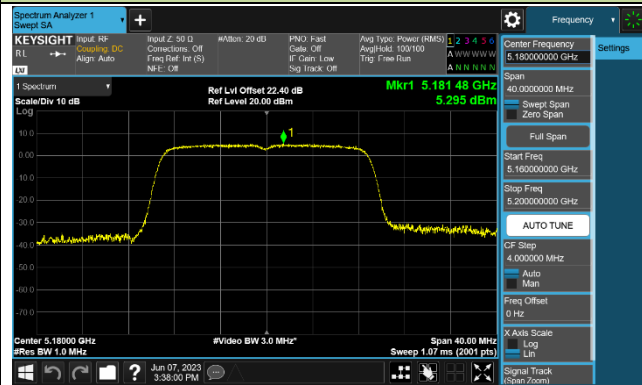 Spectrum Analyzer 1
Swept SA
Frequency
KEYSIGHT
RL
LXI
Input: RF
Coupling: DC
Align: Auto
Input Z: 50 Ω
Corrections: Off
Freq Ref: Int (S)
NFE: Off
#Atten: 20 dB
PNO: Fast
Gate: Off
IF Gain: Low
Sig Track: Off
Avg Type: Power (RMS)
Avg|Hold: 100/100
Trig: Free Run
1 2 3 4 5 6
A W W W W W
A N N N N N
1 Spectrum
Scale/Div 10 dB
Log
Ref Lvl Offset 22.40 dB
Ref Level 20.00 dBm
Mkr1 5.181 48 GHz
5.295 dBm
1
10.0
0.00
-10.0
-20.0
-30.0
-40.0
-50.0
-60.0
-70.0
Center 5.18000 GHz
#Res BW 1.0 MHz
#Video BW 3.0 MHz*
Span 40.00 MHz
Sweep 1.07 ms (2001 pts)
Jun 07, 2023
3:38:00 PM
Center Frequency
5.180000000 GHz
Span
40.0000000 MHz
Swept Span
Zero Span
Full Span
Start Freq
5.160000000 GHz
Stop Freq
5.200000000 GHz
AUTO TUNE
CF Step
4.000000 MHz
Auto
Man
Freq Offset
0 Hz
X Axis Scale
Log
Lin
Signal Track
(Span Zoom)
Settings